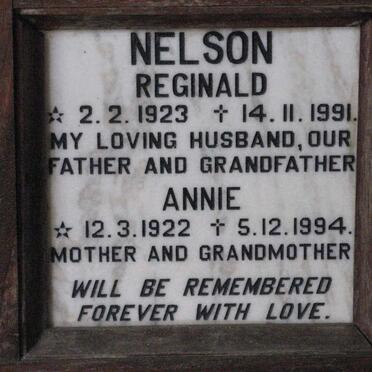 NELSON
REGINALD
☆ 2.2.1923 ✝ 14.11.1991.
MY LOVING HUSBAND, OUR
FATHER AND GRANDFATHER
ANNIE
☆ 12.3.1922 ✝ 5.12.1994.
MOTHER AND GRANDMOTHER
WILL BE REMEMBERED
FOREVER WITH LOVE.